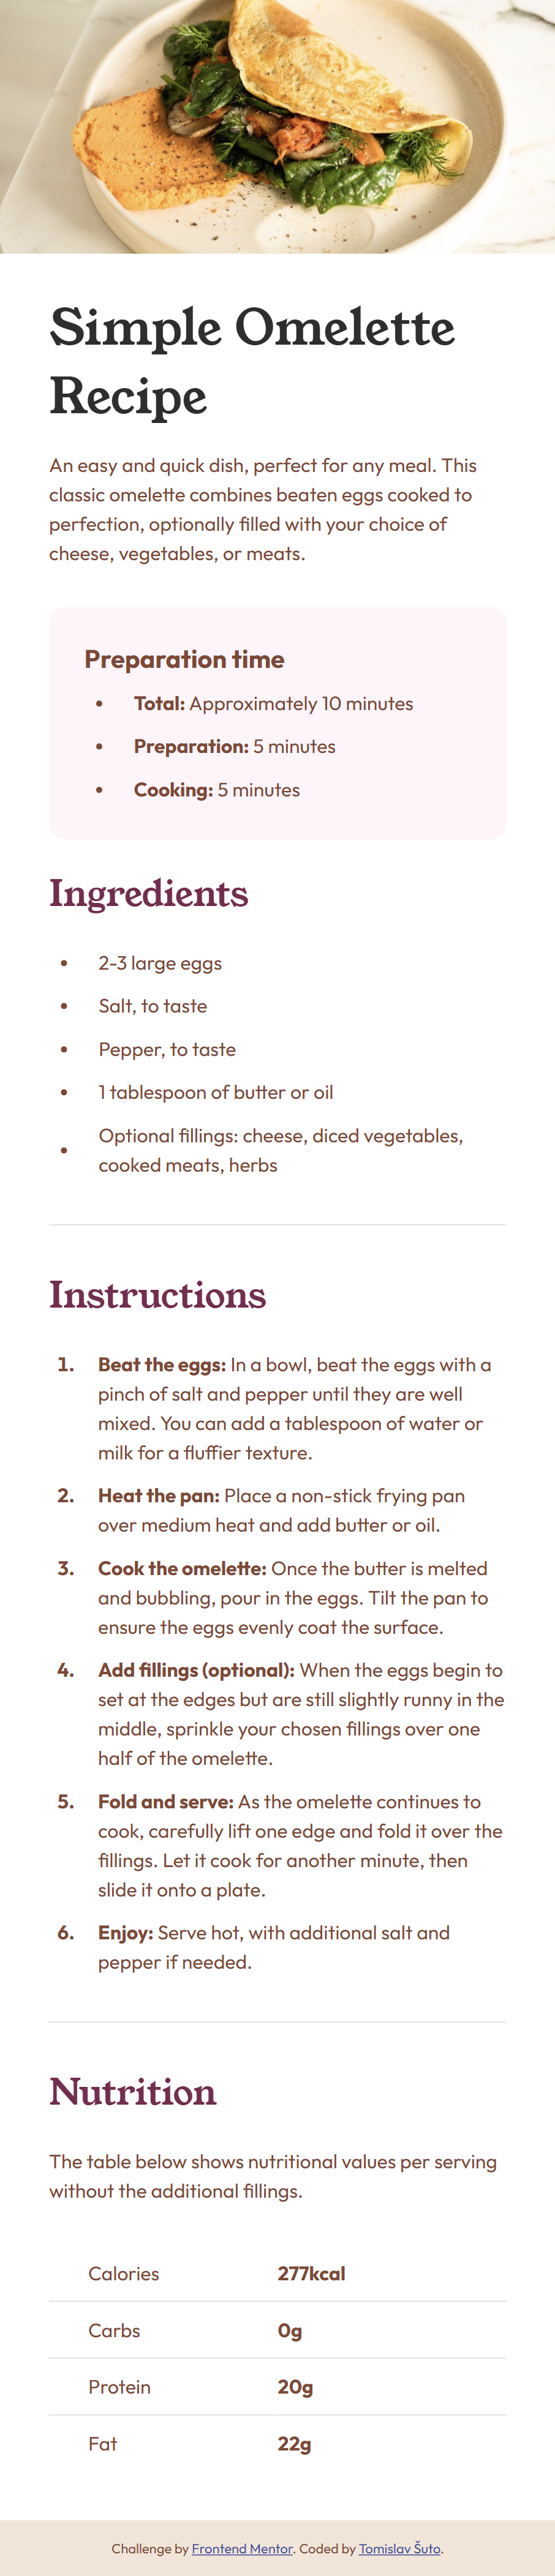 Simple Omelette
Recipe
An easy and quick dish, perfect for any meal. This
classic omelette combines beaten eggs cooked to
perfection, optionally filled with your choice of
cheese, vegetables, or meats.
Preparation time
• Total: Approximately 10 minutes
• Preparation: 5 minutes
• Cooking: 5 minutes
Ingredients
• 2-3 large eggs
• Salt, to taste
• Pepper, to taste
• 1 tablespoon of butter or oil
• Optional fillings: cheese, diced vegetables,
cooked meats, herbs
Instructions
1. Beat the eggs: In a bowl, beat the eggs with a
pinch of salt and pepper until they are well
mixed. You can add a tablespoon of water or
milk for a fluffier texture.
2. Heat the pan: Place a non-stick frying pan
over medium heat and add butter or oil.
3. Cook the omelette: Once the butter is melted
and bubbling, pour in the eggs. Tilt the pan to
ensure the eggs evenly coat the surface.
4. Add fillings (optional): When the eggs begin to
set at the edges but are still slightly runny in the
middle, sprinkle your chosen fillings over one
half of the omelette.
5. Fold and serve: As the omelette continues to
cook, carefully lift one edge and fold it over the
fillings. Let it cook for another minute, then
slide it onto a plate.
6. Enjoy: Serve hot, with additional salt and
pepper if needed.
Nutrition
The table below shows nutritional values per serving
without the additional fillings.
Calories 277kcal
Carbs 0g
Protein 20g
Fat 22g
Challenge by Frontend Mentor. Coded by Tomislav Šuto.